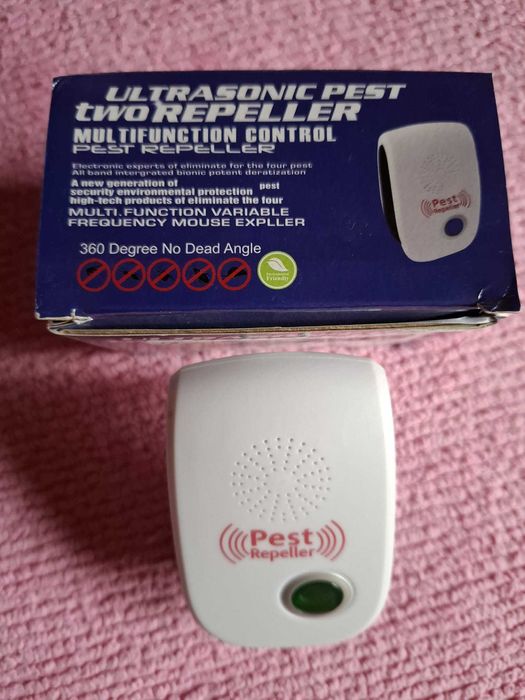 ULTRASONIC PEST
two REPELLER
MULTIFUNCTION CONTROL
PEST REPELLER
Electronic experts of eliminate for the four pest
All band intergrated bionic potent deratization
A new generation of pest
security environmental protection
high-tech products of eliminate the four
MULTI.FUNCTION VARIABLE
FREQUENCY MOUSE EXPLLER
360 Degree No Dead Angle
Friendly
Pest
Repeller
Pest
Repeller